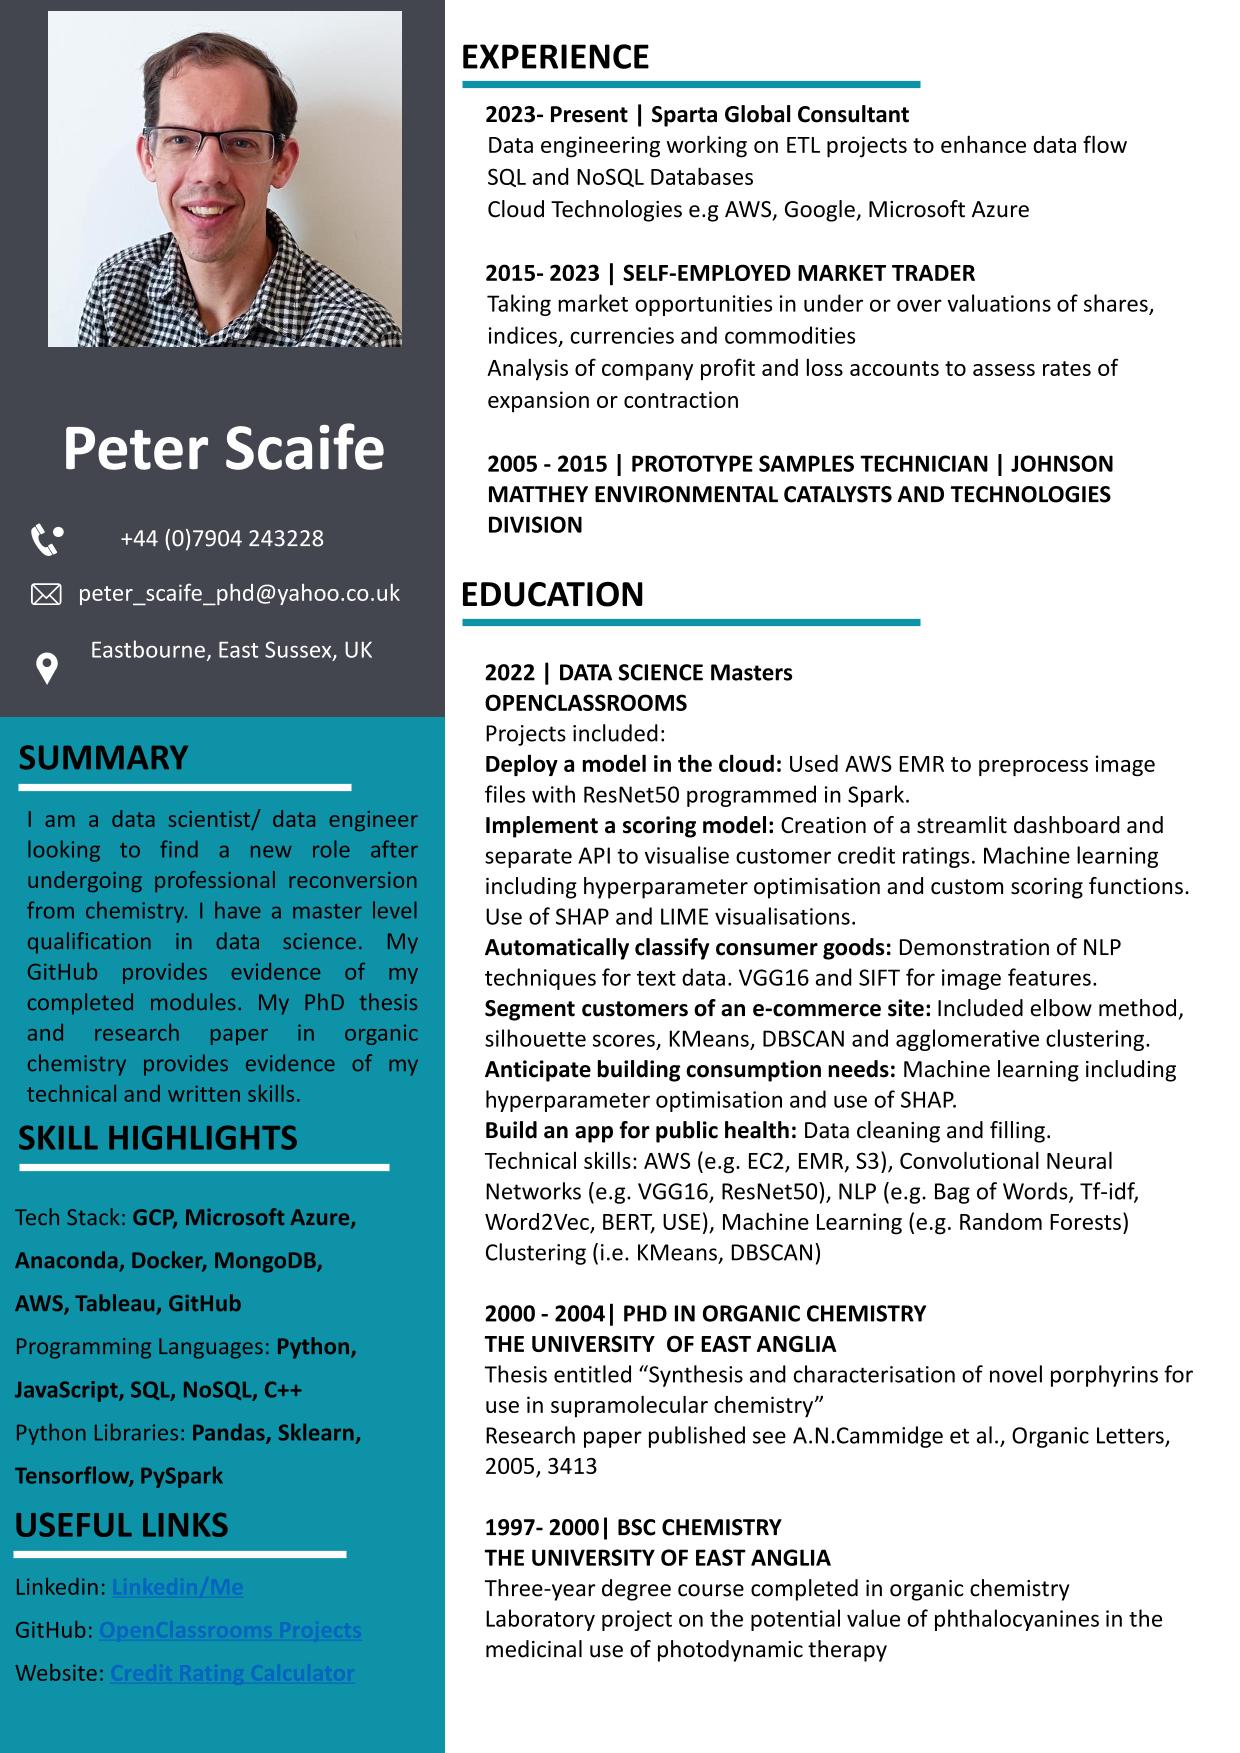 Peter Scaife
+44 (0)7904 243228
peter_scaife_phd@yahoo.co.uk
Eastbourne, East Sussex, UK
SUMMARY
I am a data scientist/ data engineer
looking to find a new role after
undergoing professional reconversion
from chemistry. I have a master level
qualification in data science. My
GitHub provides evidence of my
completed modules. My PhD thesis
and research paper in organic
chemistry provides evidence of my
technical and written skills.
SKILL HIGHLIGHTS
Tech Stack: GCP, Microsoft Azure,
Anaconda, Docker, MongoDB,
AWS, Tableau, GitHub
Programming Languages: Python,
JavaScript, SQL, NoSQL, C++
Python Libraries: Pandas, Sklearn,
Tensorflow, PySpark
USEFUL LINKS
Linkedin: Linkedin/Me
GitHub: OpenClassrooms Projects
Website: Credit Rating Calculator
EXPERIENCE
2023- Present | Sparta Global Consultant
Data engineering working on ETL projects to enhance data flow
SQL and NoSQL Databases
Cloud Technologies e.g AWS, Google, Microsoft Azure
2015- 2023 | SELF-EMPLOYED MARKET TRADER
Taking market opportunities in under or over valuations of shares,
indices, currencies and commodities
Analysis of company profit and loss accounts to assess rates of
expansion or contraction
2005 - 2015 | PROTOTYPE SAMPLES TECHNICIAN | JOHNSON
MATTHEY ENVIRONMENTAL CATALYSTS AND TECHNOLOGIES
DIVISION
EDUCATION
2022 | DATA SCIENCE Masters
OPENCLASSROOMS
Projects included:
Deploy a model in the cloud: Used AWS EMR to preprocess image
files with ResNet50 programmed in Spark.
Implement a scoring model: Creation of a streamlit dashboard and
separate API to visualise customer credit ratings. Machine learning
including hyperparameter optimisation and custom scoring functions.
Use of SHAP and LIME visualisations.
Automatically classify consumer goods: Demonstration of NLP
techniques for text data. VGG16 and SIFT for image features.
Segment customers of an e-commerce site: Included elbow method,
silhouette scores, KMeans, DBSCAN and agglomerative clustering.
Anticipate building consumption needs: Machine learning including
hyperparameter optimisation and use of SHAP.
Build an app for public health: Data cleaning and filling.
Technical skills: AWS (e.g. EC2, EMR, S3), Convolutional Neural
Networks (e.g. VGG16, ResNet50), NLP (e.g. Bag of Words, Tf-idf,
Word2Vec, BERT, USE), Machine Learning (e.g. Random Forests)
Clustering (i.e. KMeans, DBSCAN)
2000 - 2004| PHD IN ORGANIC CHEMISTRY
THE UNIVERSITY OF EAST ANGLIA
Thesis entitled “Synthesis and characterisation of novel porphyrins for
use in supramolecular chemistry”
Research paper published see A.N.Cammidge et al., Organic Letters,
2005, 3413
1997- 2000| BSC CHEMISTRY
THE UNIVERSITY OF EAST ANGLIA
Three-year degree course completed in organic chemistry
Laboratory project on the potential value of phthalocyanines in the
medicinal use of photodynamic therapy